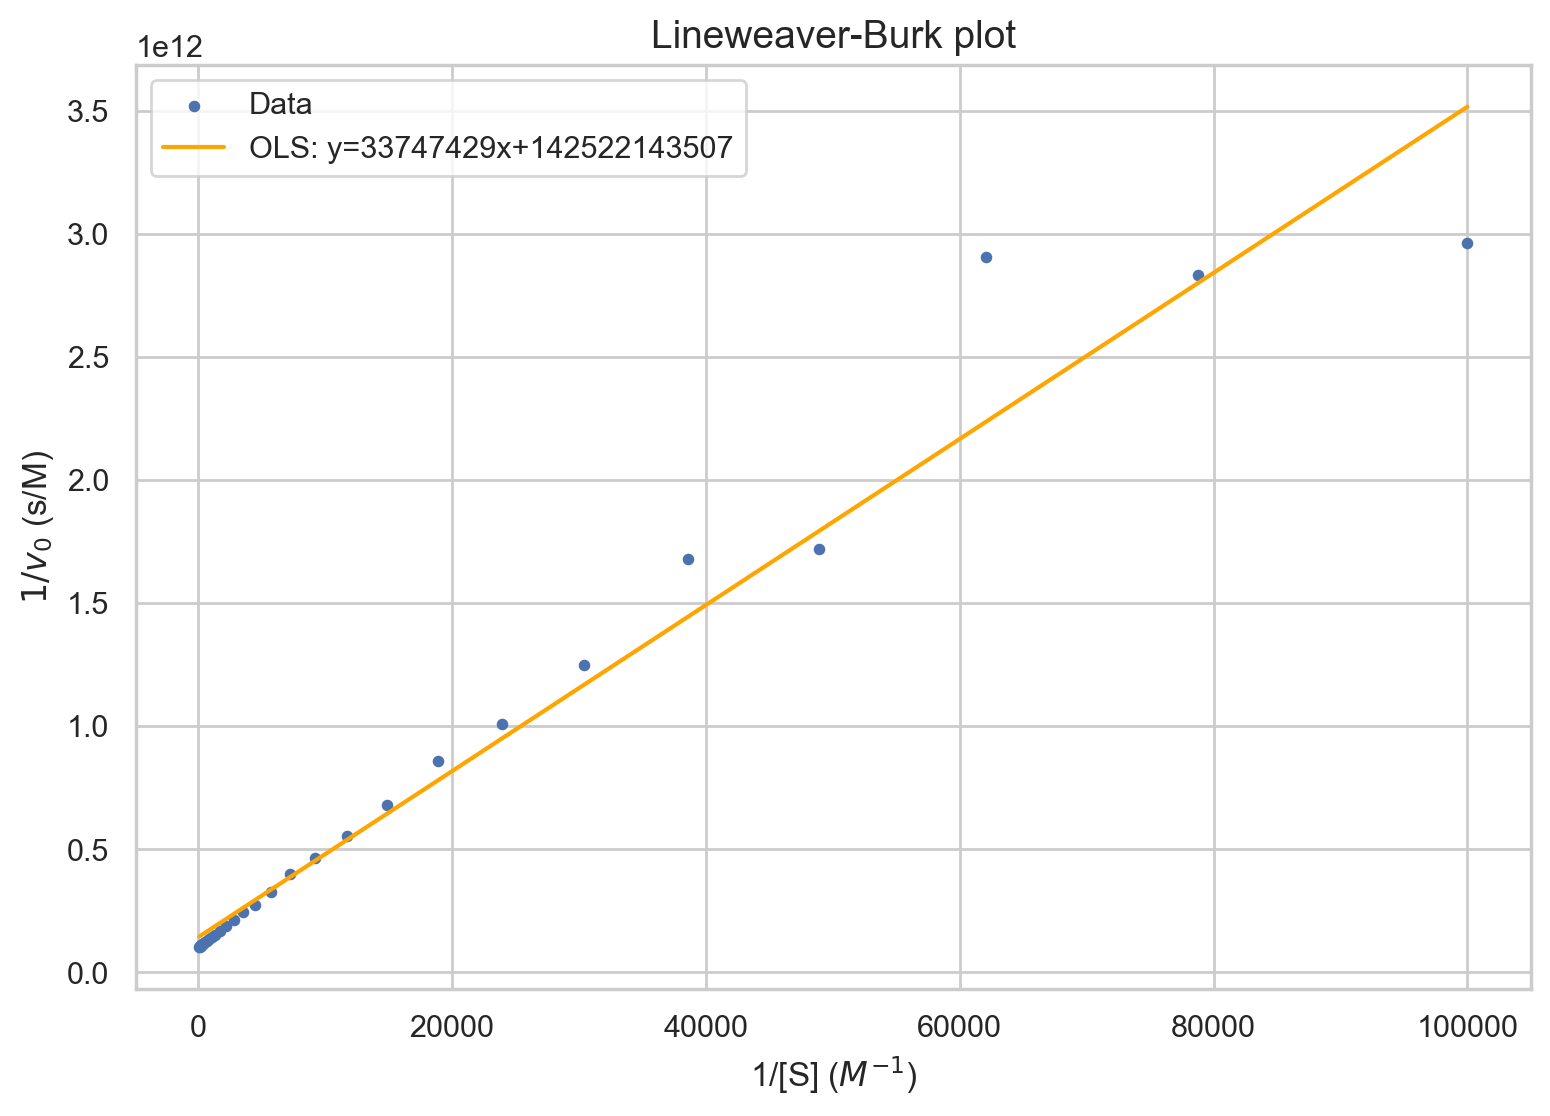 Lineweaver-Burk plot
1e12
Data
OLS: y=33747429x+142522143507
3.5
3.0
2.5
2.0
1.5
1.0
0.5
0.0
1/v₀ (s/M)
0 20000 40000 60000 80000 100000
1/[S] (M⁻¹)